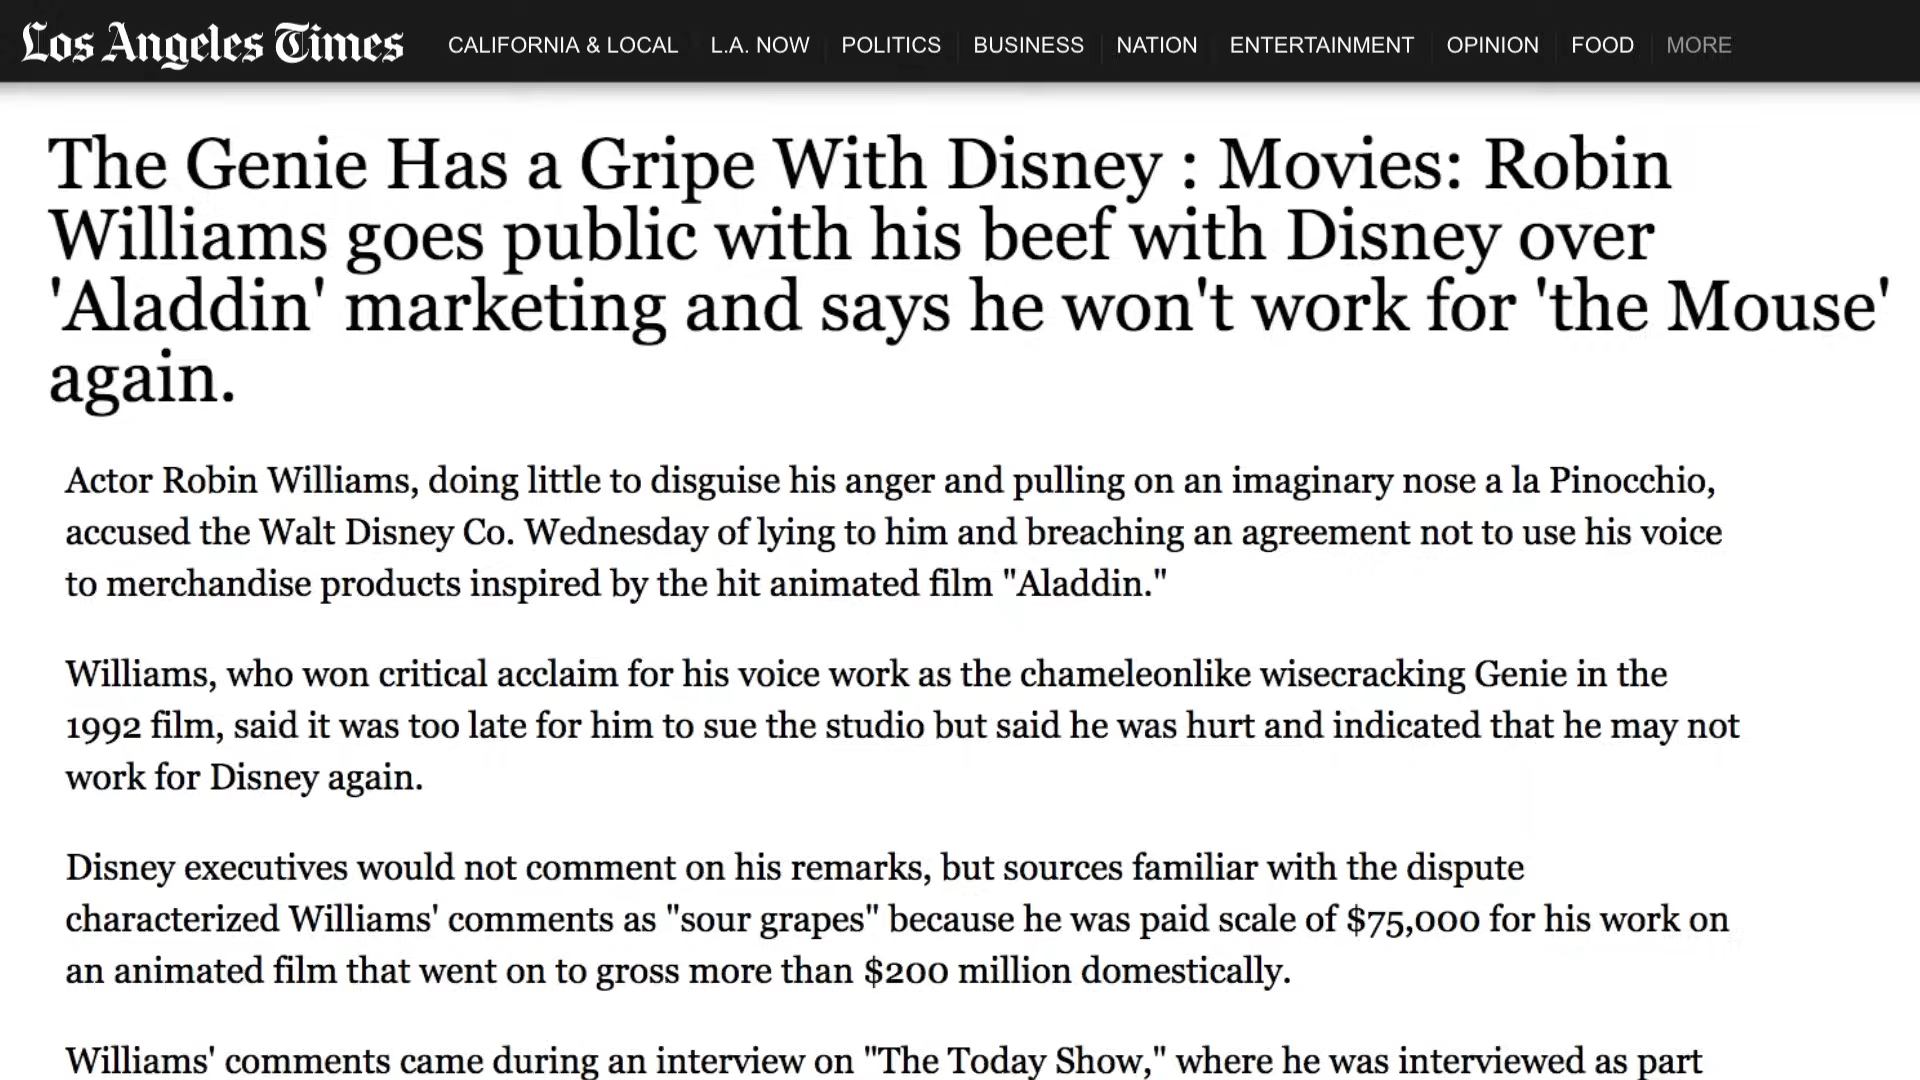 Los Angeles Times CALIFORNIA & LOCAL L.A. NOW POLITICS BUSINESS NATION ENTERTAINMENT OPINION FOOD MORE
The Genie Has a Gripe With Disney : Movies: Robin
Williams goes public with his beef with Disney over
'Aladdin' marketing and says he won't work for 'the Mouse'
again.
Actor Robin Williams, doing little to disguise his anger and pulling on an imaginary nose a la Pinocchio,
accused the Walt Disney Co. Wednesday of lying to him and breaching an agreement not to use his voice
to merchandise products inspired by the hit animated film "Aladdin."
Williams, who won critical acclaim for his voice work as the chameleonlike wisecracking Genie in the
1992 film, said it was too late for him to sue the studio but said he was hurt and indicated that he may not
work for Disney again.
Disney executives would not comment on his remarks, but sources familiar with the dispute
characterized Williams' comments as "sour grapes" because he was paid scale of $75,000 for his work on
an animated film that went on to gross more than $200 million domestically.
Williams' comments came during an interview on "The Today Show," where he was interviewed as part